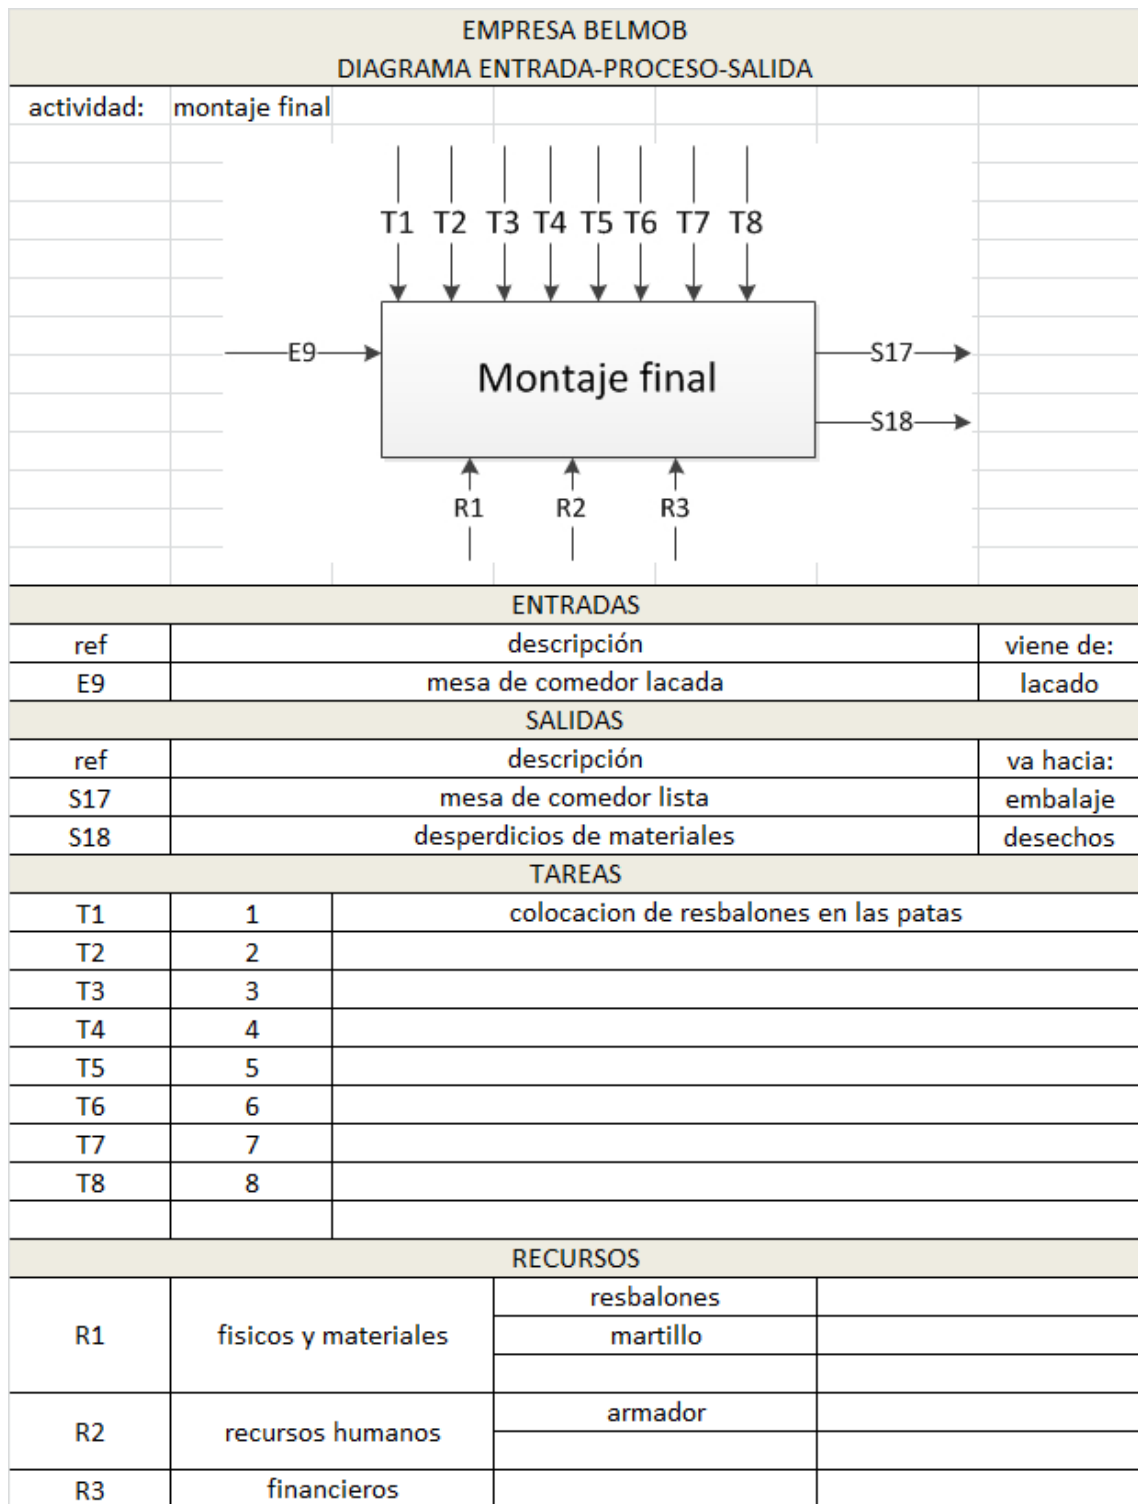 EMPRESA BELMOB
DIAGRAMA ENTRADA-PROCESO-SALIDA
actividad: montaje final
T1 T2 T3 T4 T5 T6 T7 T8
E9
Montaje final
S17
S18
R1 R2 R3
ENTRADAS
ref descripción viene de:
E9 mesa de comedor lacada lacado
SALIDAS
ref descripción va hacia:
S17 mesa de comedor lista embalaje
S18 desperdicios de materiales desechos
TAREAS
T1 1 colocacion de resbalones en las patas
T2 2
T3 3
T4 4
T5 5
T6 6
T7 7
T8 8
RECURSOS
R1 fisicos y materiales resbalones
martillo
R2 recursos humanos armador
R3 financieros